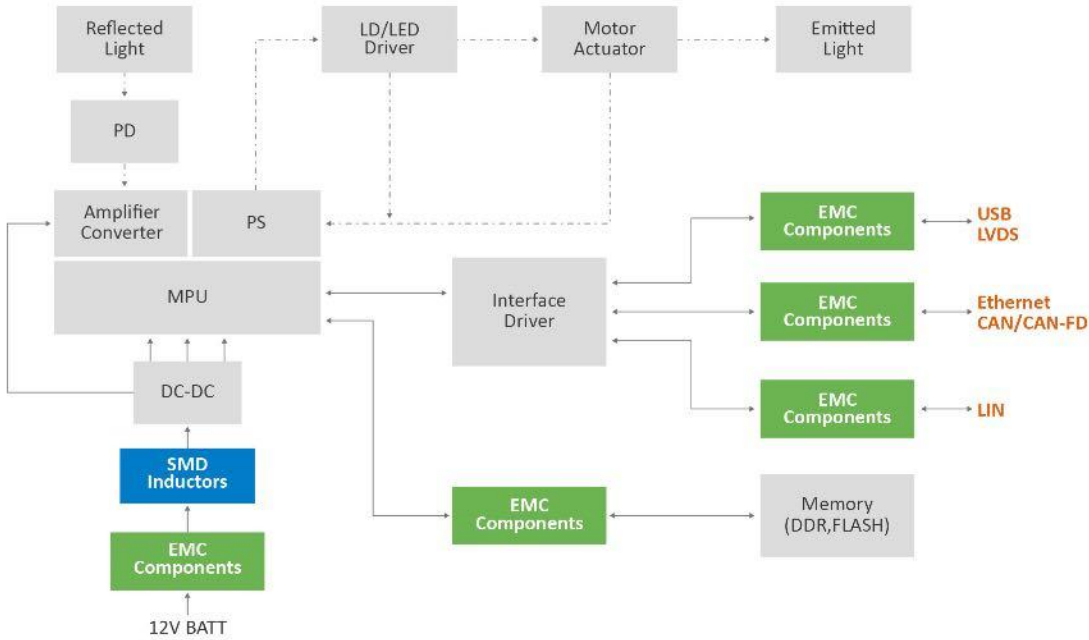 Reflected
Light
LD/LED
Driver
Motor
Actuator
Emitted
Light
PD
Amplifier
Converter
PS
MPU
DC-DC
SMD
Inductors
EMC
Components
12V BATT
Interface
Driver
EMC
Components
USB
LVDS
EMC
Components
Ethernet
CAN/CAN-FD
EMC
Components
LIN
EMC
Components
Memory
(DDR,FLASH)